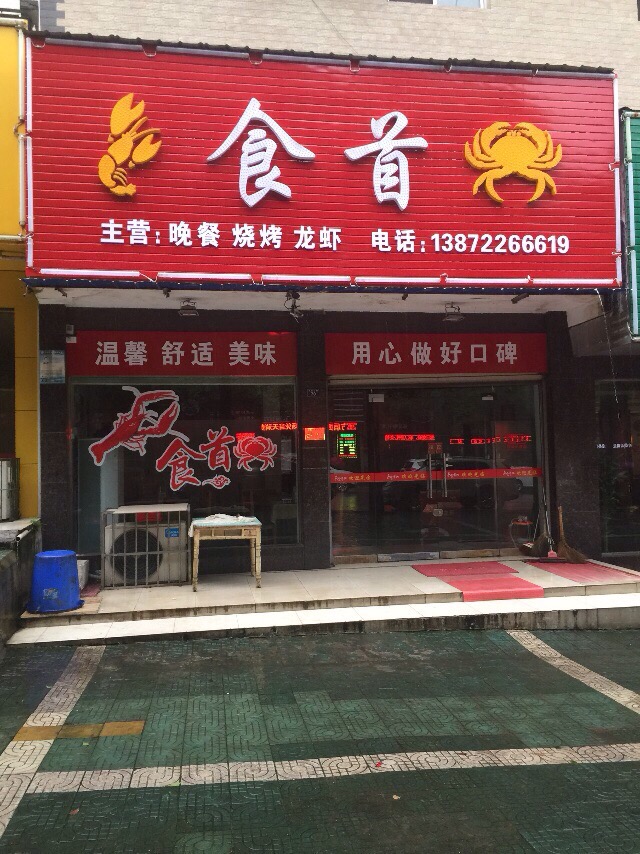 食首
主营:晚餐 烧烤 龙虾 电话:13872266619
温馨 舒适 美味
用心做好口碑
食首